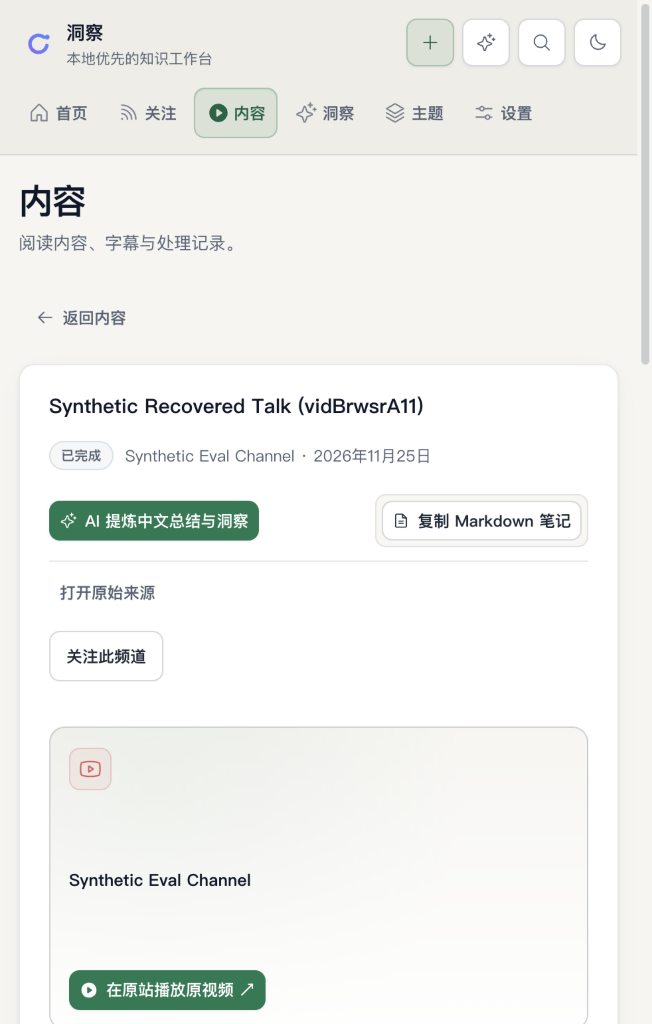 洞察
本地优先的知识工作台
首页 关注 内容 洞察 主题 设置
内容
阅读内容、字幕与处理记录。
← 返回内容
Synthetic Recovered Talk (vidBrwsrA11)
已完成 Synthetic Eval Channel · 2026年11月25日
AI 提炼中文总结与洞察 复制 Markdown 笔记
打开原始来源
关注此频道
Synthetic Eval Channel
在原站播放原视频 ↗